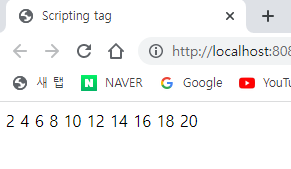 Scripting tag
http://localhost:808
새 탭 NAVER Google YouTu
2 4 6 8 10 12 14 16 18 20